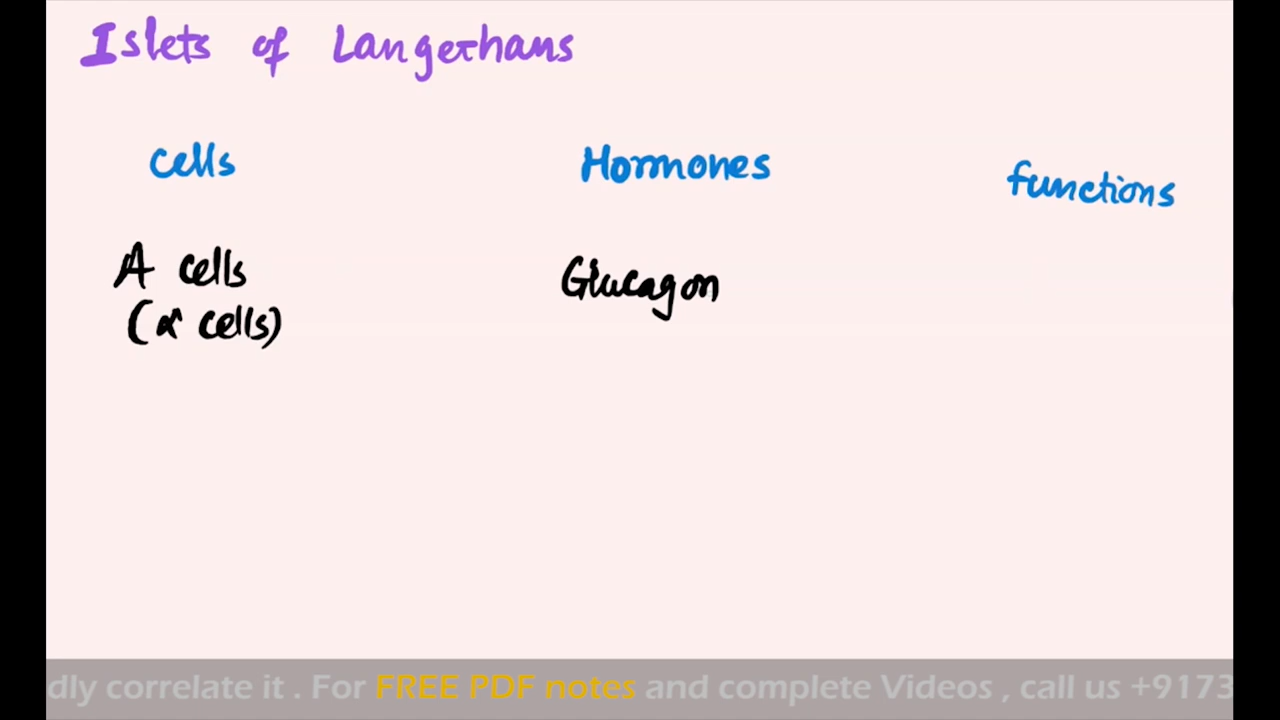 Islets of Langerhans
cells Hormones functions
A cells Glucagon
(α cells)
dly correlate it . For FREE PDF notes and complete Videos , call us +9173